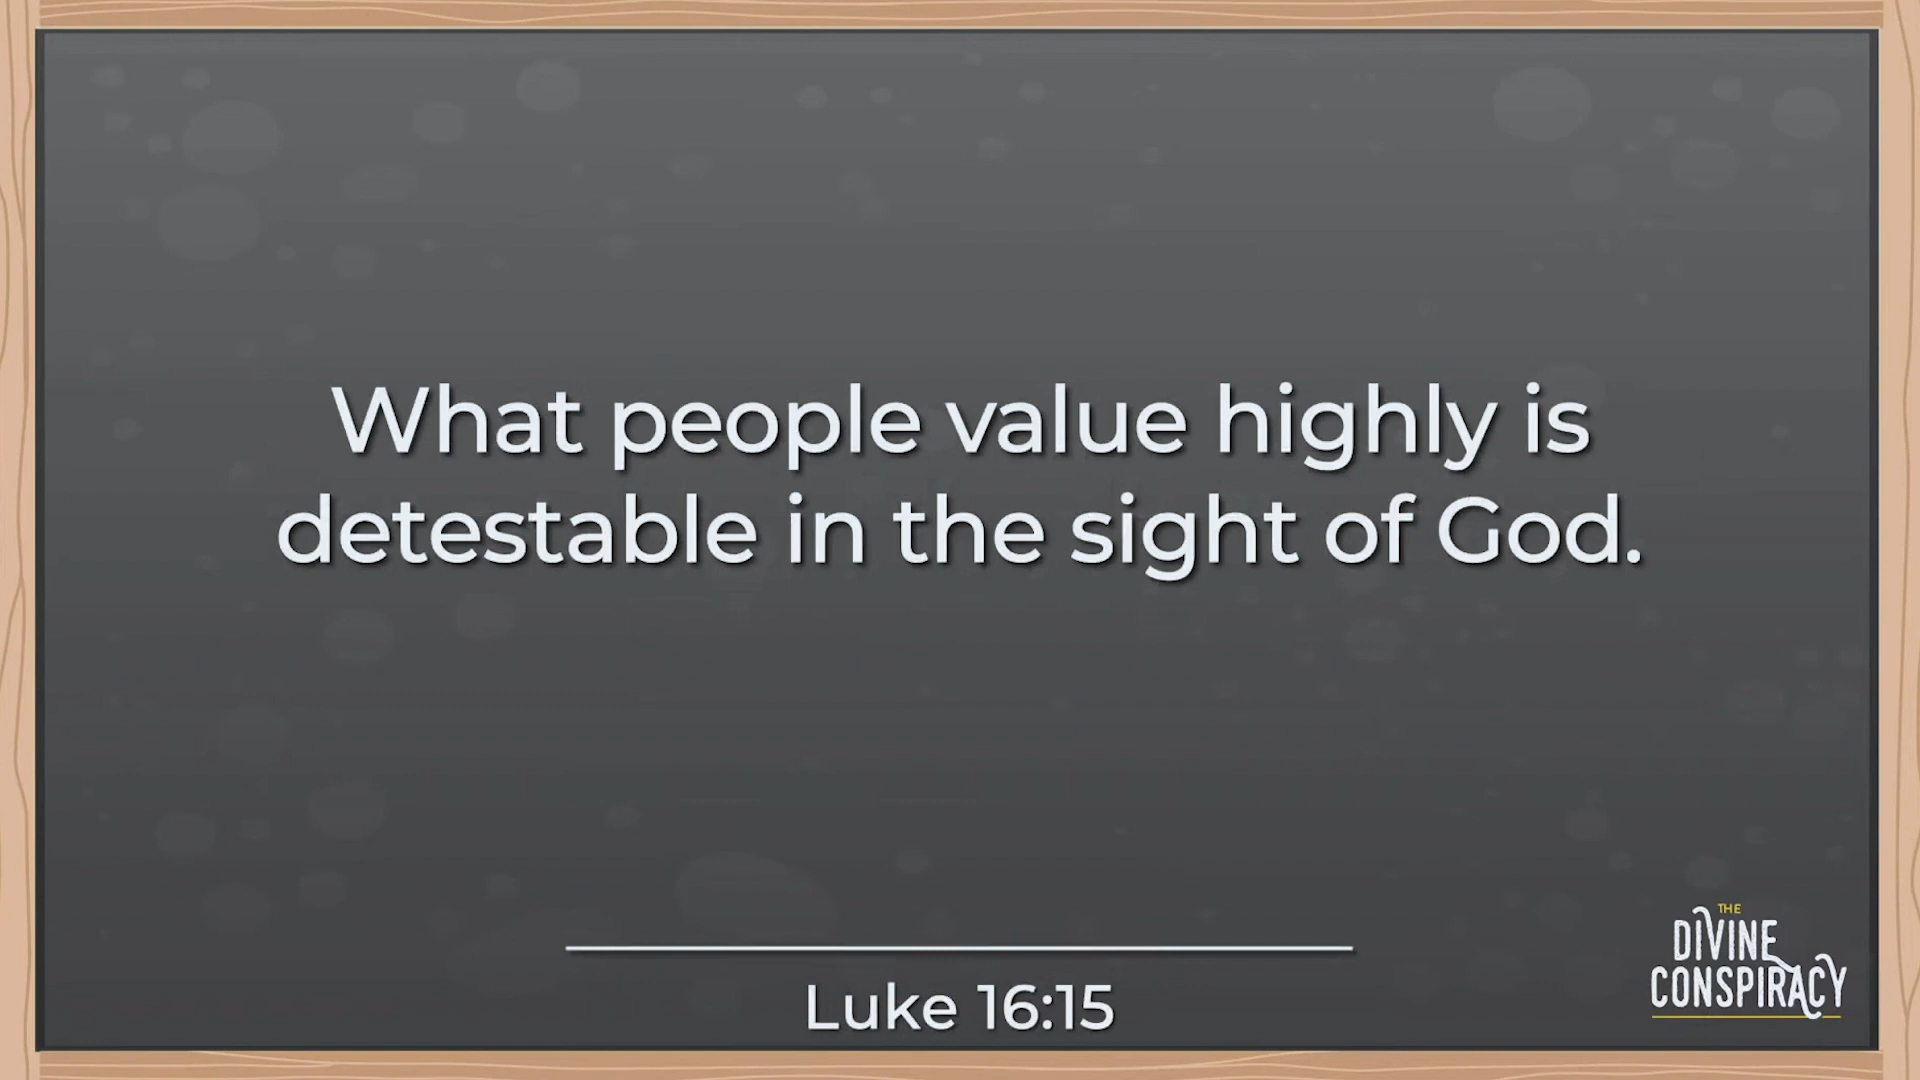 What people value highly is
detestable in the sight of God.
Luke 16:15
THE
DIVINE
CONSPIRACY